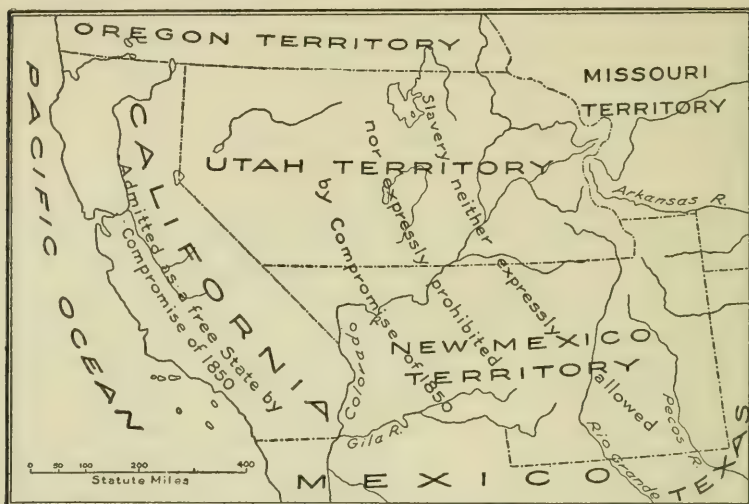 OREGON TERRITORY
MISSOURI
TERRITORY
PACIFIC OCEAN
CALIFORNIA
Admitted as a free State by
Compromise of 1850
UTAH TERRITORY
Slavery neither expressly allowed
nor expressly prohibited
by Compromise of 1850
Arkansas R.
NEW MEXICO
TERRITORY
Colorado
Gila R.
Rio Grande
Pecos R.
TEXAS
MEXICO
0 50 100 200 400
Statute Miles